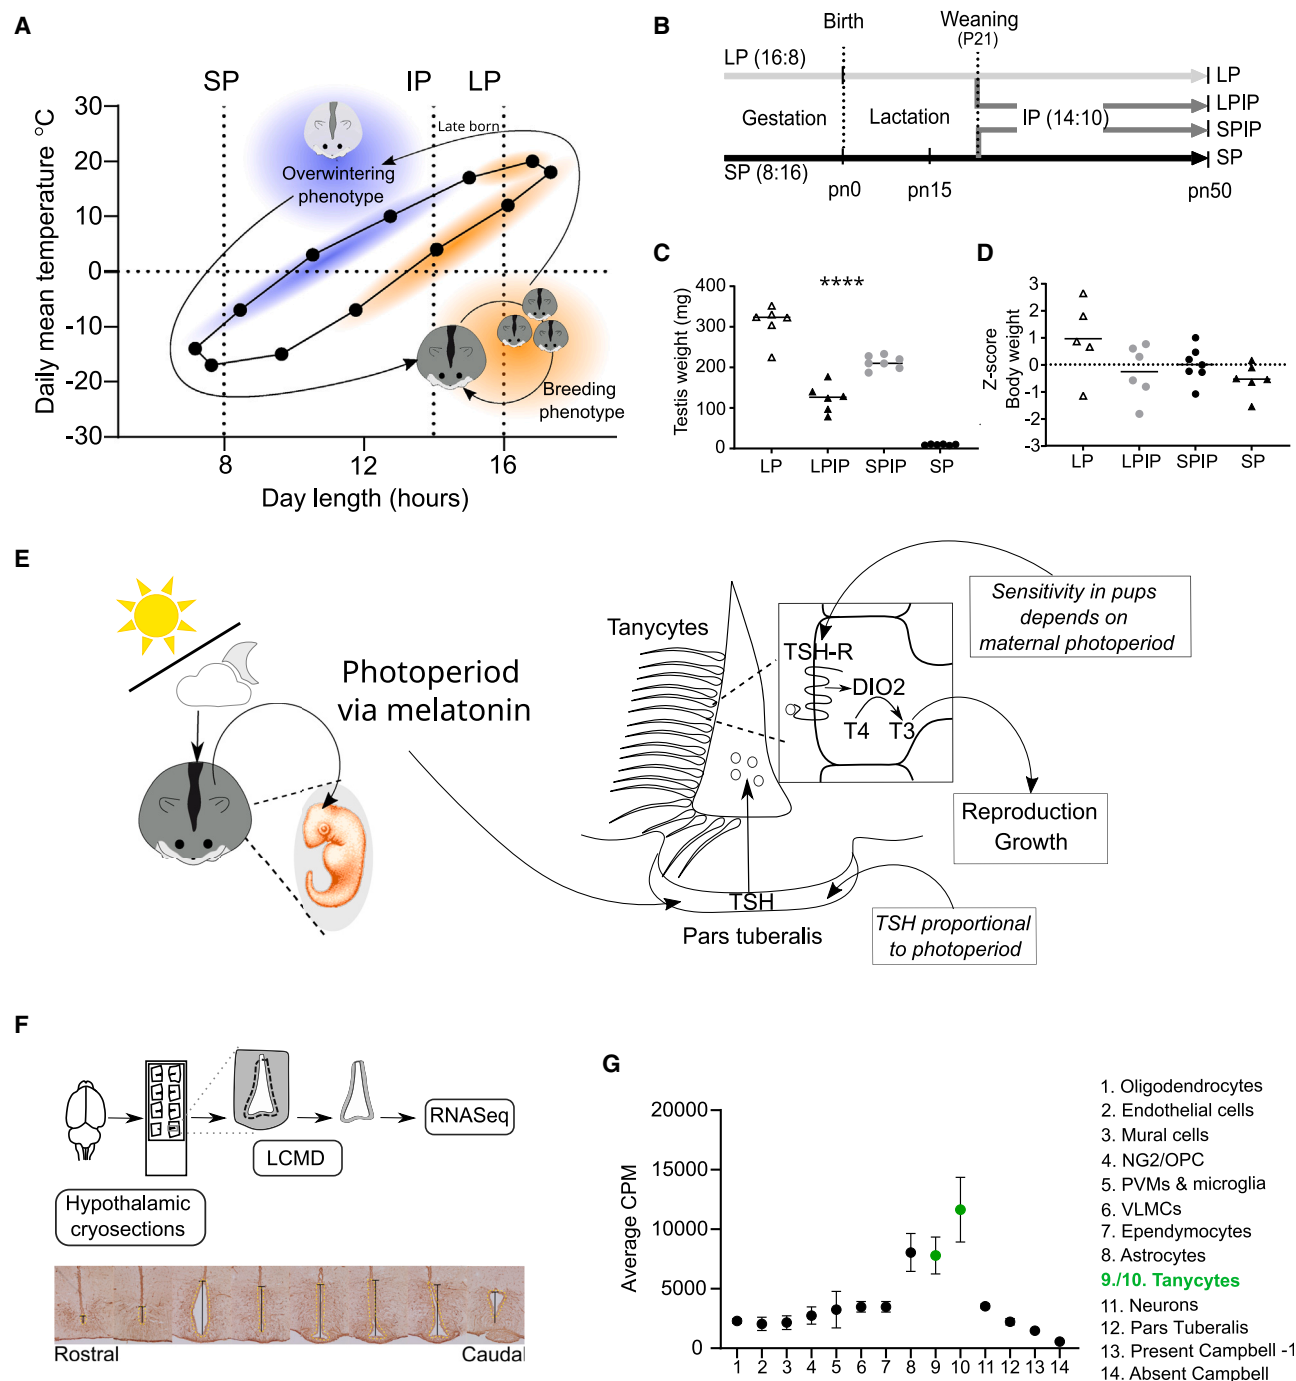 A
SP
IP
LP
30
20
10
0
-10
-20
-30
Daily mean temperature °C
Late born
Overwintering
phenotype
Breeding
phenotype
8
12
16
Day length (hours)
B
Birth
Weaning
(P21)
LP (16:8)
LP
LPIP
Gestation
Lactation
IP (14:10)
SPIP
SP
SP (8:16)
pn0
pn15
pn50
C
****
400
300
200
100
0
Testis weight (mg)
LP
LPIP
SPIP
SP
D
3
2
1
0
-1
-2
-3
Z-score
Body weight
LP
LPIP
SPIP
SP
E
Photoperiod
via melatonin
Tanycytes
TSH-R
DIO2
T4
T3
Sensitivity in pups
depends on
maternal photoperiod
Reproduction
Growth
TSH
Pars tuberalis
TSH proportional
to photoperiod
F
RNASeq
LCMD
Hypothalamic
cryosections
Rostral
Caudal
G
20000
15000
10000
5000
0
Average CPM
1 2 3 4 5 6 7 8 9 10 11 12 13 14
1. Oligodendrocytes
2. Endothelial cells
3. Mural cells
4. NG2/OPC
5. PVMs & microglia
6. VLMCs
7. Ependymocytes
8. Astrocytes
9./10. Tanycytes
11. Neurons
12. Pars Tuberalis
13. Present Campbell -1
14. Absent Campbell